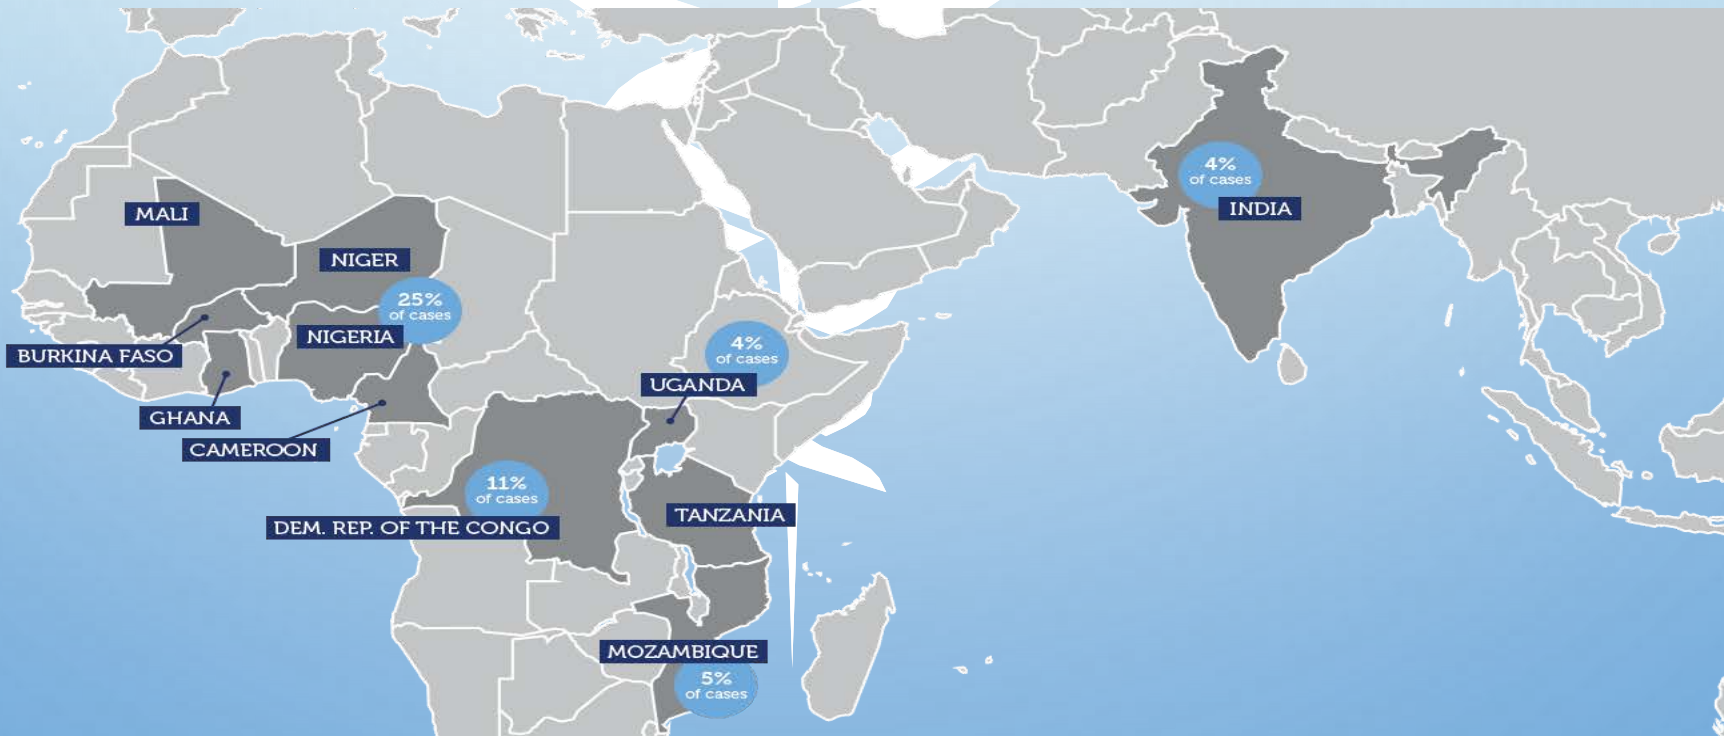 4%
of cases
INDIA
MALI
NIGER
25%
of cases
NIGERIA
BURKINA FASO
4%
of cases
UGANDA
GHANA
CAMEROON
11%
of cases
DEM. REP. OF THE CONGO
TANZANIA
MOZAMBIQUE
5%
of cases